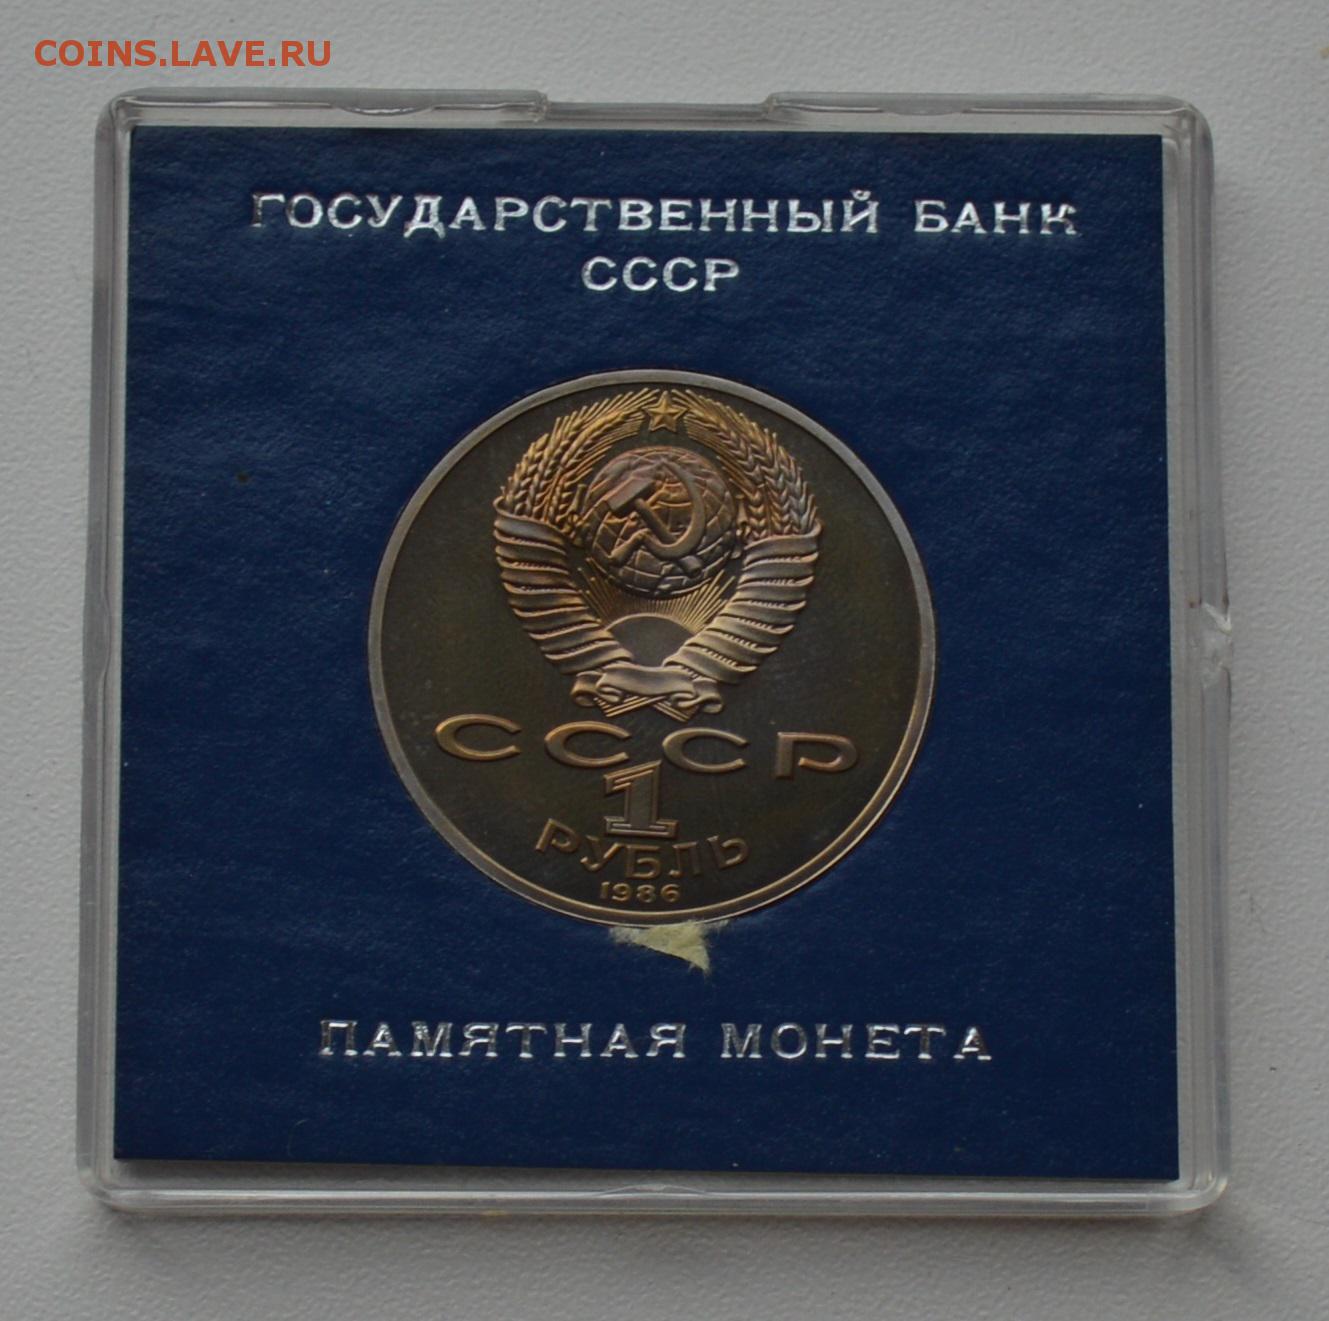 COINS.LAVE.RU
ГОСУДАРСТВЕННЫЙ БАНК
СССР
СССР
1
РУБЛЬ
1986
ПАМЯТНАЯ МОНЕТА